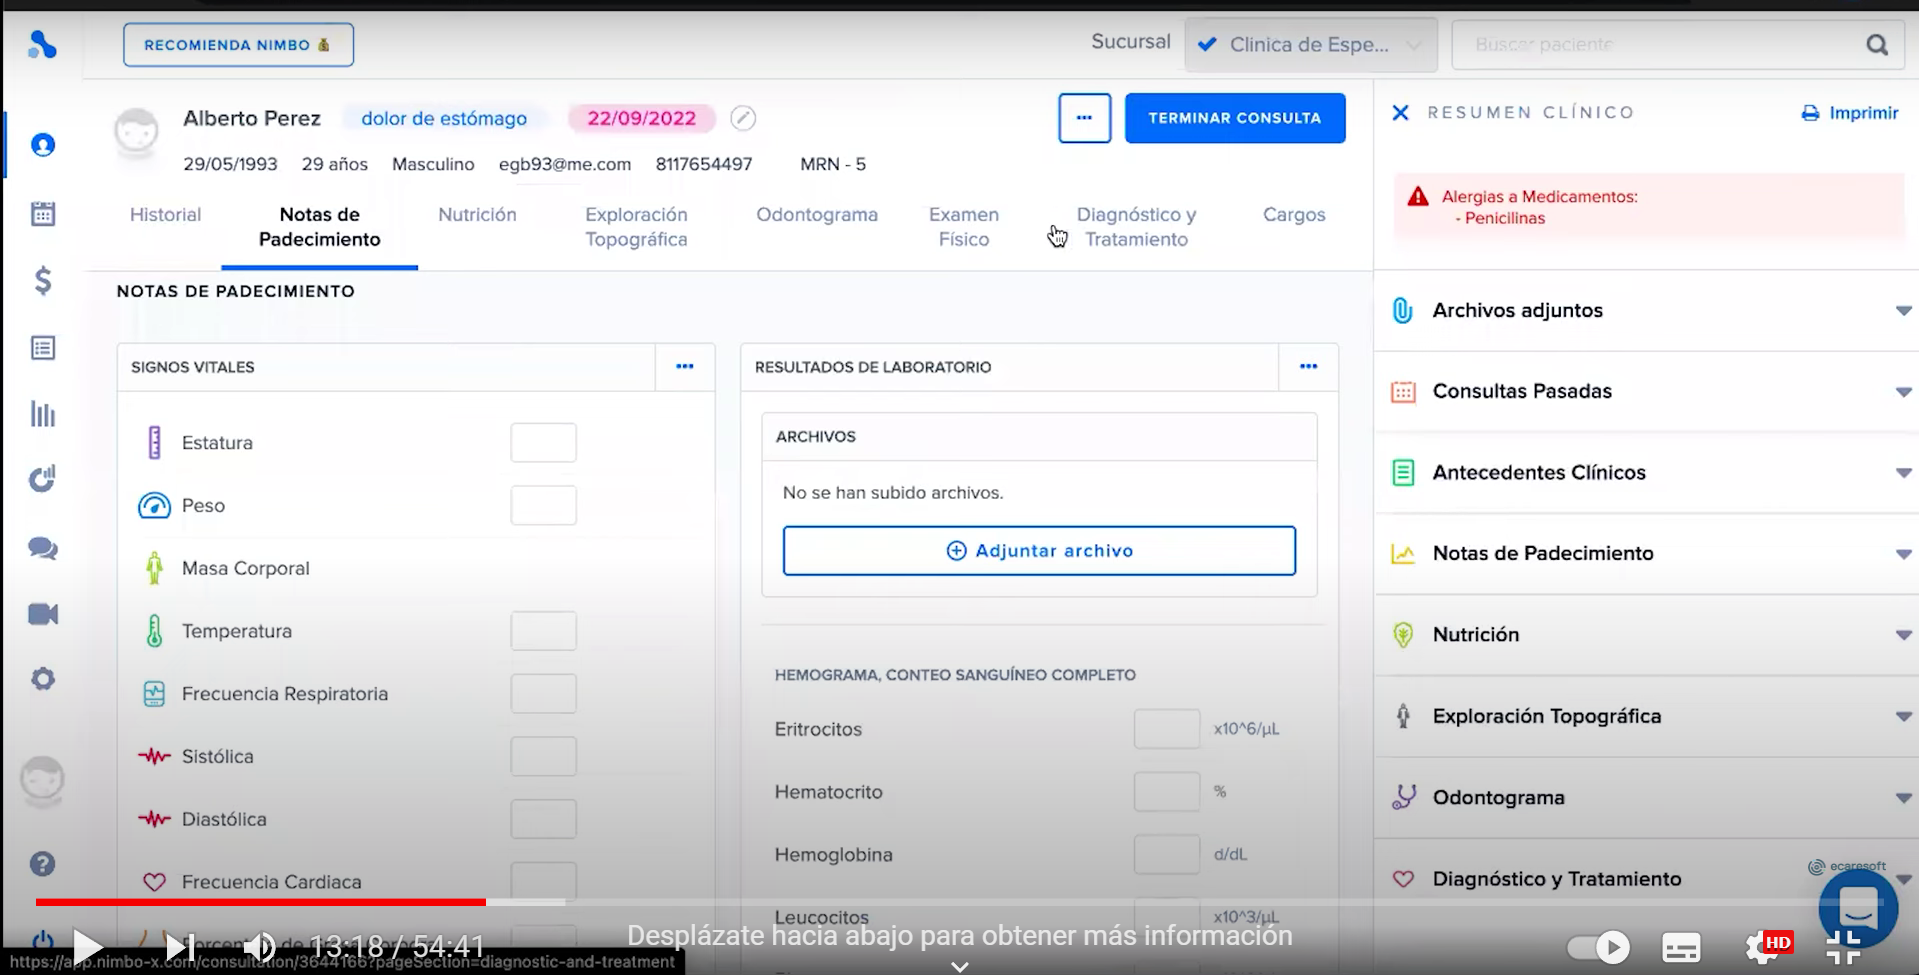 RECOMIENDA NIMBO
Sucursal
Clinica de Espe...
Buscar paciente
Alberto Perez
dolor de estómago
22/09/2022
...
TERMINAR CONSULTA
29/05/1993 29 años Masculino egb93@me.com 8117654497 MRN - 5
Historial
Notas de
Padecimiento
Nutrición
Exploración
Topográfica
Odontograma
Examen
Físico
Diagnóstico y
Tratamiento
Cargos
NOTAS DE PADECIMIENTO
SIGNOS VITALES
...
Estatura
Peso
Masa Corporal
Temperatura
Frecuencia Respiratoria
Sistólica
Diastólica
Frecuencia Cardiaca
RESULTADOS DE LABORATORIO
...
ARCHIVOS
No se han subido archivos.
Adjuntar archivo
HEMOGRAMA, CONTEO SANGUÍNEO COMPLETO
Eritrocitos x10^6/µL
Hematocrito %
Hemoglobina d/dL
Leucocitos x10^3/µL
RESUMEN CLÍNICO
Imprimir
Alergias a Medicamentos:
- Penicilinas
Archivos adjuntos
Consultas Pasadas
Antecedentes Clínicos
Notas de Padecimiento
Nutrición
Exploración Topográfica
Odontograma
Diagnóstico y Tratamiento
ecaresoft
13:18 / 54:41
Desplázate hacia abajo para obtener más información
HD
https://app.nimbo-x.com/consultation/3644166?pageSection=diagnostic-and-treatment